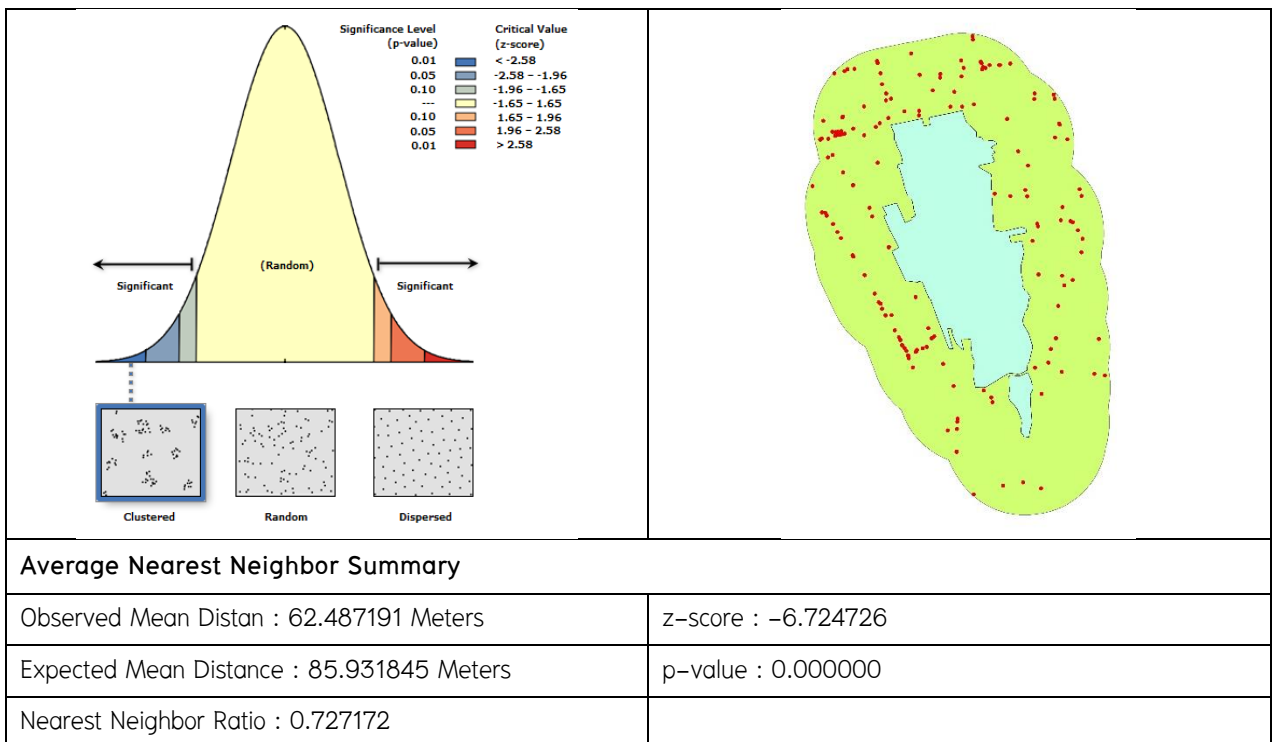 Significance Level (p-value)
Critical Value (z-score)
0.01 < -2.58
0.05 -2.58 – -1.96
0.10 -1.96 – -1.65
--- -1.65 – 1.65
0.10 1.65 – 1.96
0.05 1.96 – 2.58
0.01 > 2.58
(Random)
Significant
Significant
Clustered
Random
Dispersed
Average Nearest Neighbor Summary
Observed Mean Distan : 62.487191 Meters
z-score : -6.724726
Expected Mean Distance : 85.931845 Meters
p-value : 0.000000
Nearest Neighbor Ratio : 0.727172